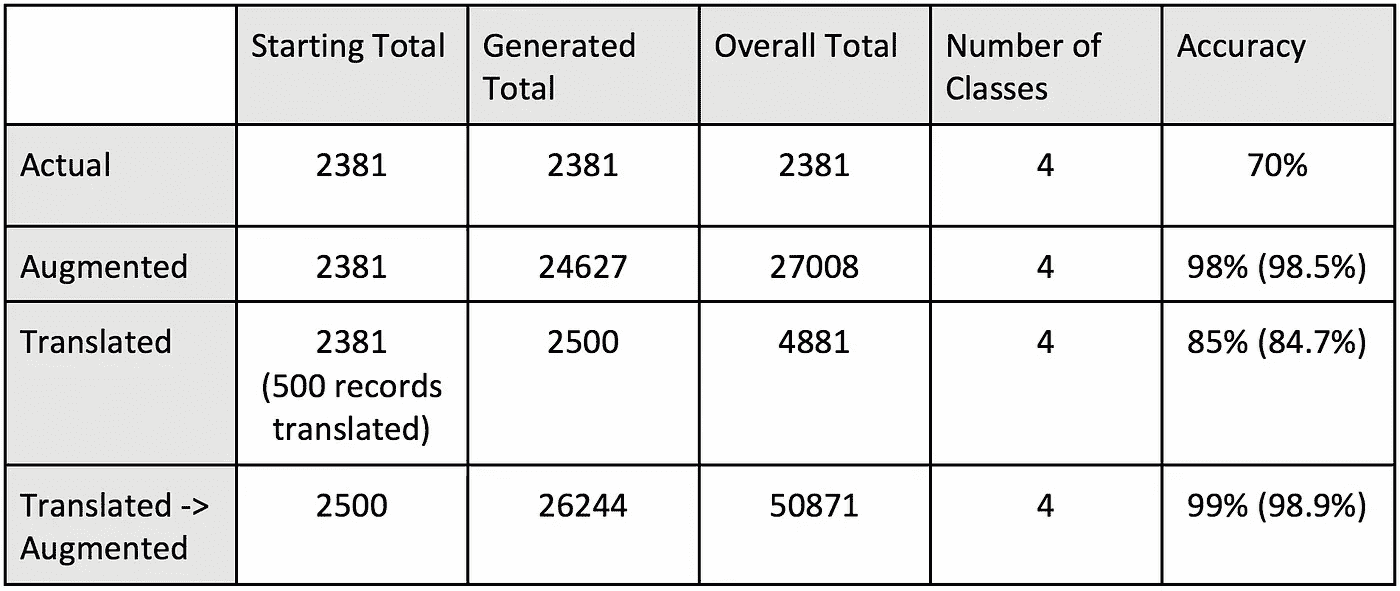 Starting Total
Generated
Total
Overall Total
Number of
Classes
Accuracy
Actual
2381
2381
2381
4
70%
Augmented
2381
24627
27008
4
98% (98.5%)
Translated
2381
(500 records
translated)
2500
4881
4
85% (84.7%)
Translated ->
Augmented
2500
26244
50871
4
99% (98.9%)